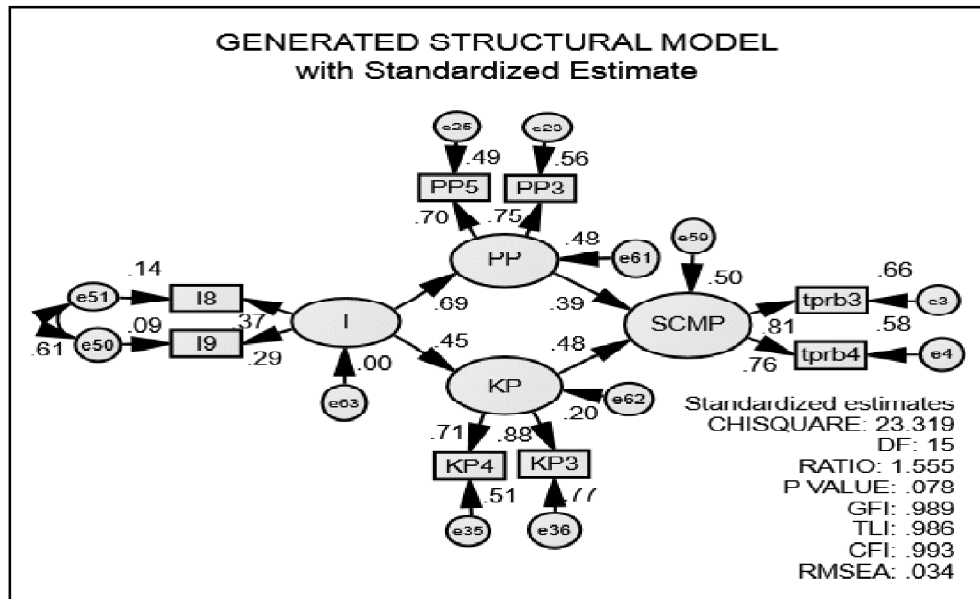 GENERATED STRUCTURAL MODEL
with Standardized Estimate
.49
.56
PP5
PP3
.70
.75
PP
.48
e61
.50
.14
e51
I8
.37
I
.69
.39
SCMP
.66
tprb3
.81
.61
e50
.09
I9
.29
.00
.45
.48
.58
.76
tprb4
e4
KP
.20
e62
e63
.71
.88
KP4
KP3
.51
.77
e35
e36
Standardized estimates
CHISQUARE: 23.319
DF: 15
RATIO: 1.555
P VALUE: .078
GFI: .989
TLI: .986
CFI: .993
RMSEA: .034